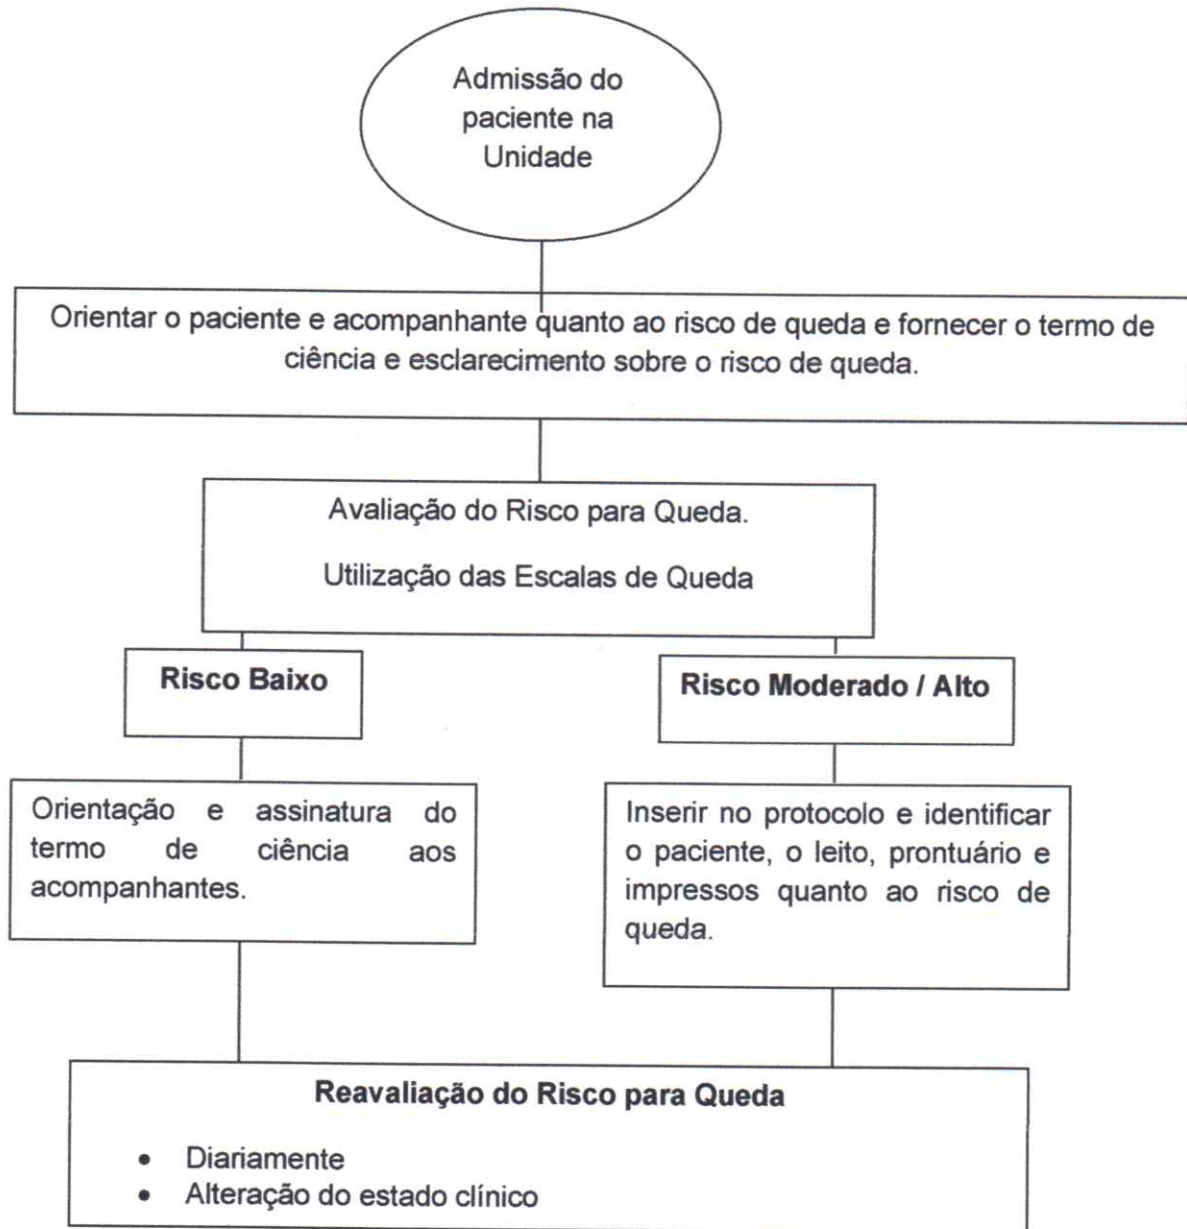 Admissão do
paciente na
Unidade
Orientar o paciente e acompanhante quanto ao risco de queda e fornecer o termo de
ciência e esclarecimento sobre o risco de queda.
Avaliação do Risco para Queda.
Utilização das Escalas de Queda
Risco Baixo
Risco Moderado / Alto
Orientação e assinatura do
termo de ciência aos
acompanhantes.
Inserir no protocolo e identificar
o paciente, o leito, prontuário e
impressos quanto ao risco de
queda.
Reavaliação do Risco para Queda
• Diariamente
• Alteração do estado clínico